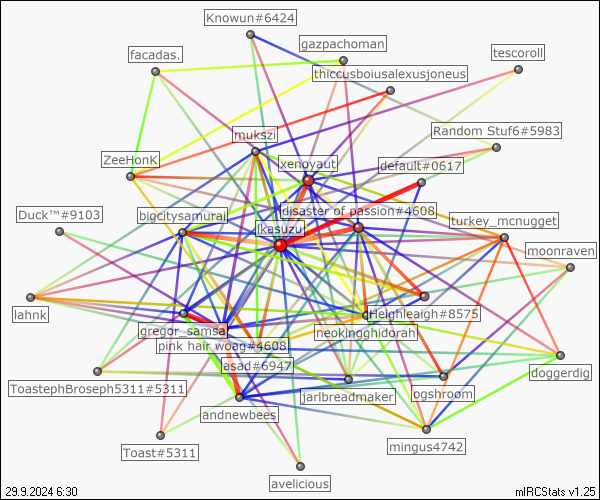 Knowun#6424
gazpachoman
facadas.
tescoroll
thiccusboiusalexusjoneus
mukszi
Random Stuf6#5983
ZeeHonK
xenoyaut
default#0617
Duck™#9103
bigcitysamurai
disaster of passion#4608
turkey_mcnugget
ikasuzu
moonraven
lahnk
Heighleaigh#8575
gregor_samsa
neokingghidorah
pink hair woag#4608
asad#6947
doggerdig
ToastephBroseph5311#5311
jarlbreadmaker
ogshroom
andnewbees
Toast#5311
mingus4742
avelicious
29.9.2024 6:30
mIRCStats v1.25